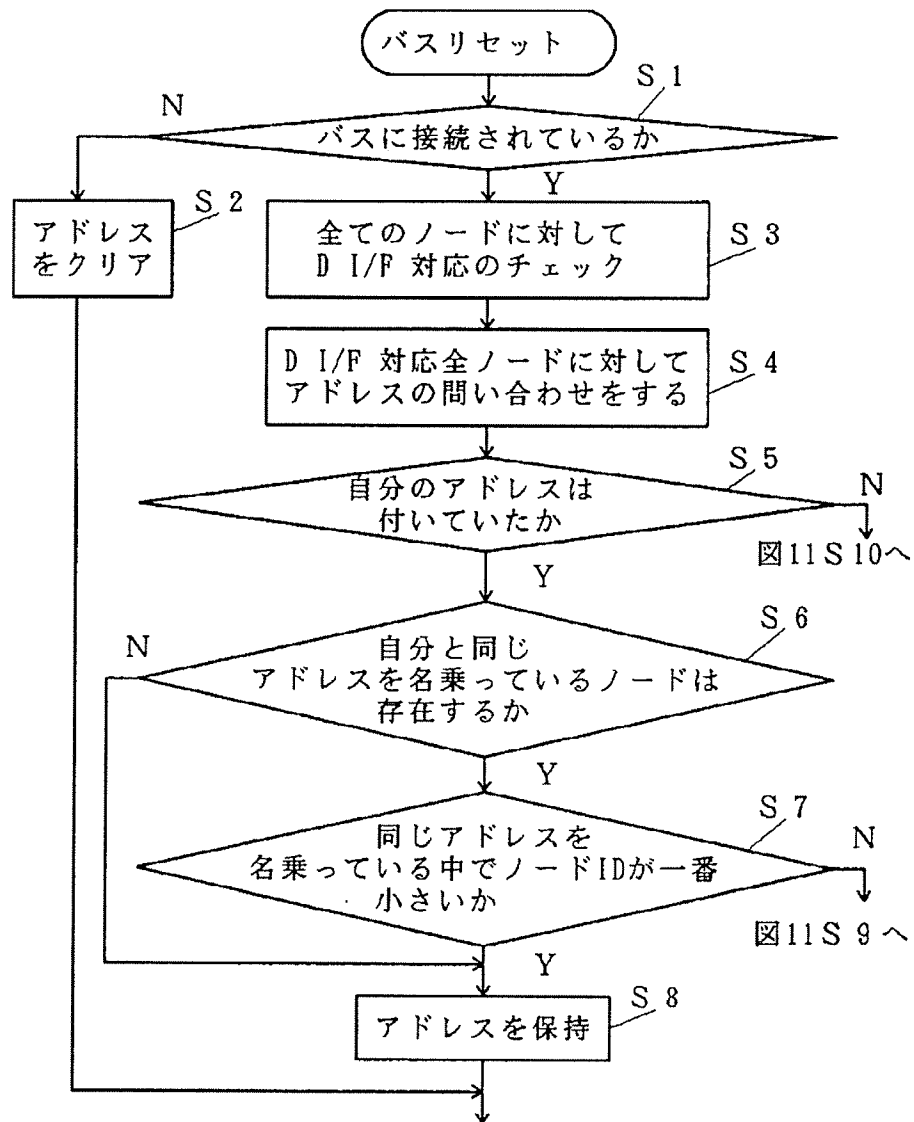 バスリセット
S 1
N
バスに接続されているか
Y
S 2
アドレス
をクリア
全てのノードに対して
D I/F 対応のチェック
S 3
D I/F 対応全ノードに対して
アドレスの問い合わせをする
S 4
S 5
自分のアドレスは
付いていたか
N
図11S 10へ
Y
S 6
N
自分と同じ
アドレスを名乗っているノードは
存在するか
Y
S 7
同じアドレスを
名乗っている中でノードIDが一番
小さいか
N
図11S 9 へ
Y
S 8
アドレスを保持